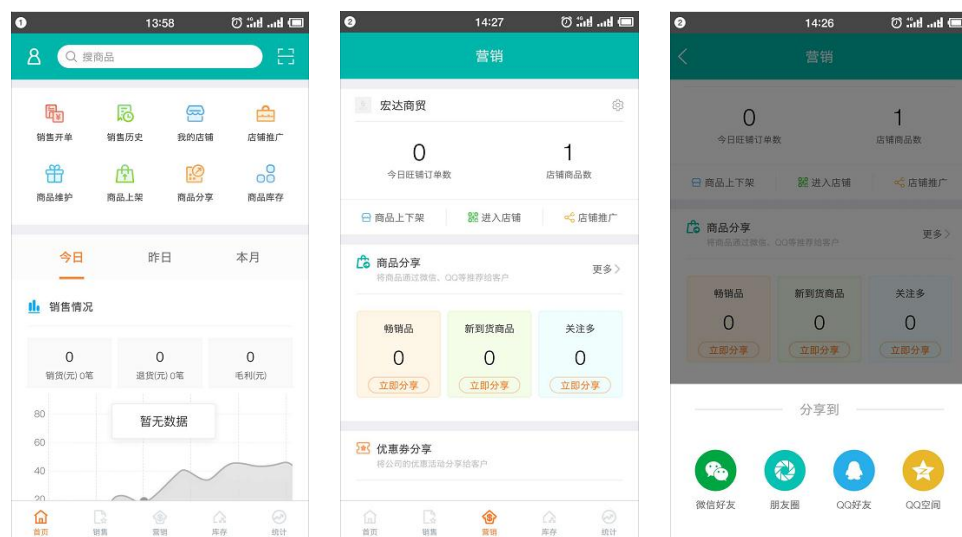 1
13:58
搜商品
销售开单 销售历史 我的店铺 店铺推广
商品维护 商品上架 商品分享 商品库存
今日 昨日 本月
销售情况
0 0 0
销货(元) 0笔 退货(元) 0笔 毛利(元)
80
暂无数据
60
40
20
首页 销售 营销 库存 统计
2
14:27
营销
宏达商贸
0 1
今日旺铺订单数 店铺商品数
商品上下架 进入店铺 店铺推广
商品分享
将商品通过微信、QQ等推荐给客户
更多
畅销品 新到货商品 关注多
0 0 0
立即分享 立即分享 立即分享
优惠券分享
将公司的优惠活动分享给客户
首页 销售 营销 库存 统计
2
14:26
营销
0 1
今日旺铺订单数 店铺商品数
商品上下架 进入店铺 店铺推广
商品分享
将商品通过微信、QQ等推荐给客户
更多
畅销品 新到货商品 关注多
0 0 0
立即分享 立即分享 立即分享
分享到
微信好友 朋友圈 QQ好友 QQ空间